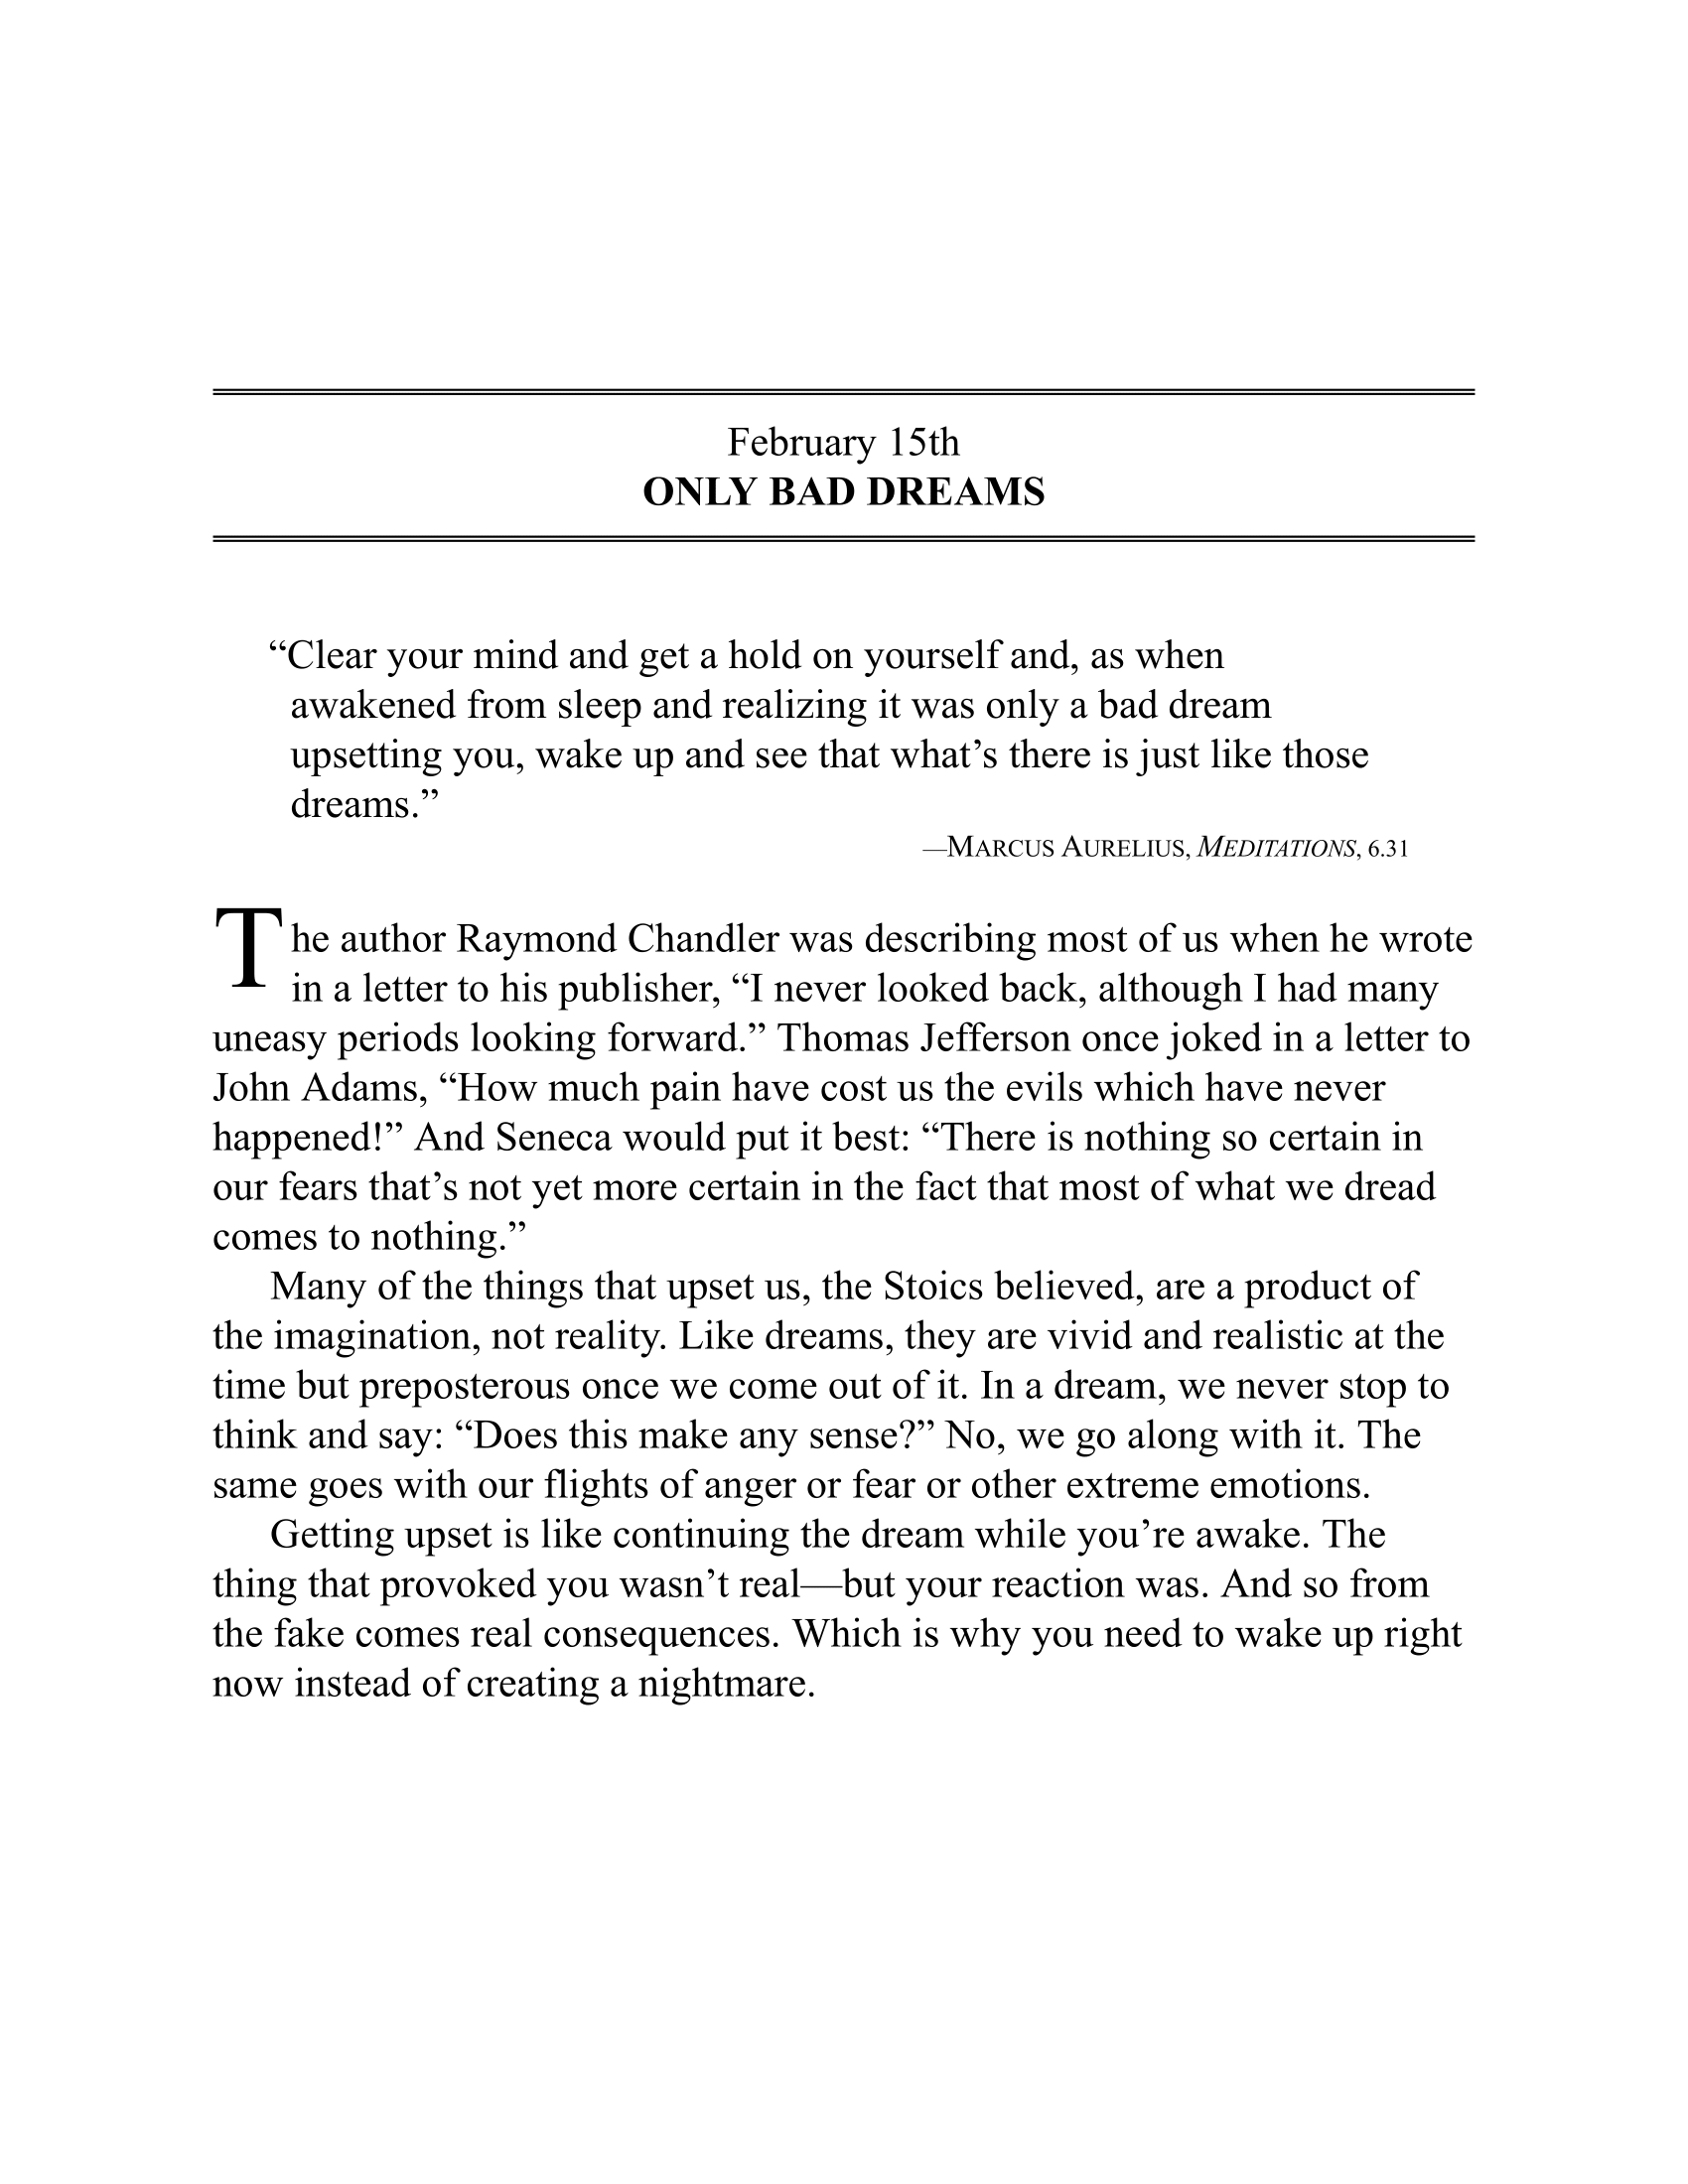 February 15th
ONLY BAD DREAMS
“Clear your mind and get a hold on yourself and, as when
awakened from sleep and realizing it was only a bad dream
upsetting you, wake up and see that what’s there is just like those
dreams.”
—MARCUS AURELIUS, MEDITATIONS, 6.31
The author Raymond Chandler was describing most of us when he wrote
in a letter to his publisher, “I never looked back, although I had many
uneasy periods looking forward.” Thomas Jefferson once joked in a letter to
John Adams, “How much pain have cost us the evils which have never
happened!” And Seneca would put it best: “There is nothing so certain in
our fears that’s not yet more certain in the fact that most of what we dread
comes to nothing.”
Many of the things that upset us, the Stoics believed, are a product of
the imagination, not reality. Like dreams, they are vivid and realistic at the
time but preposterous once we come out of it. In a dream, we never stop to
think and say: “Does this make any sense?” No, we go along with it. The
same goes with our flights of anger or fear or other extreme emotions.
Getting upset is like continuing the dream while you’re awake. The
thing that provoked you wasn’t real—but your reaction was. And so from
the fake comes real consequences. Which is why you need to wake up right
now instead of creating a nightmare.